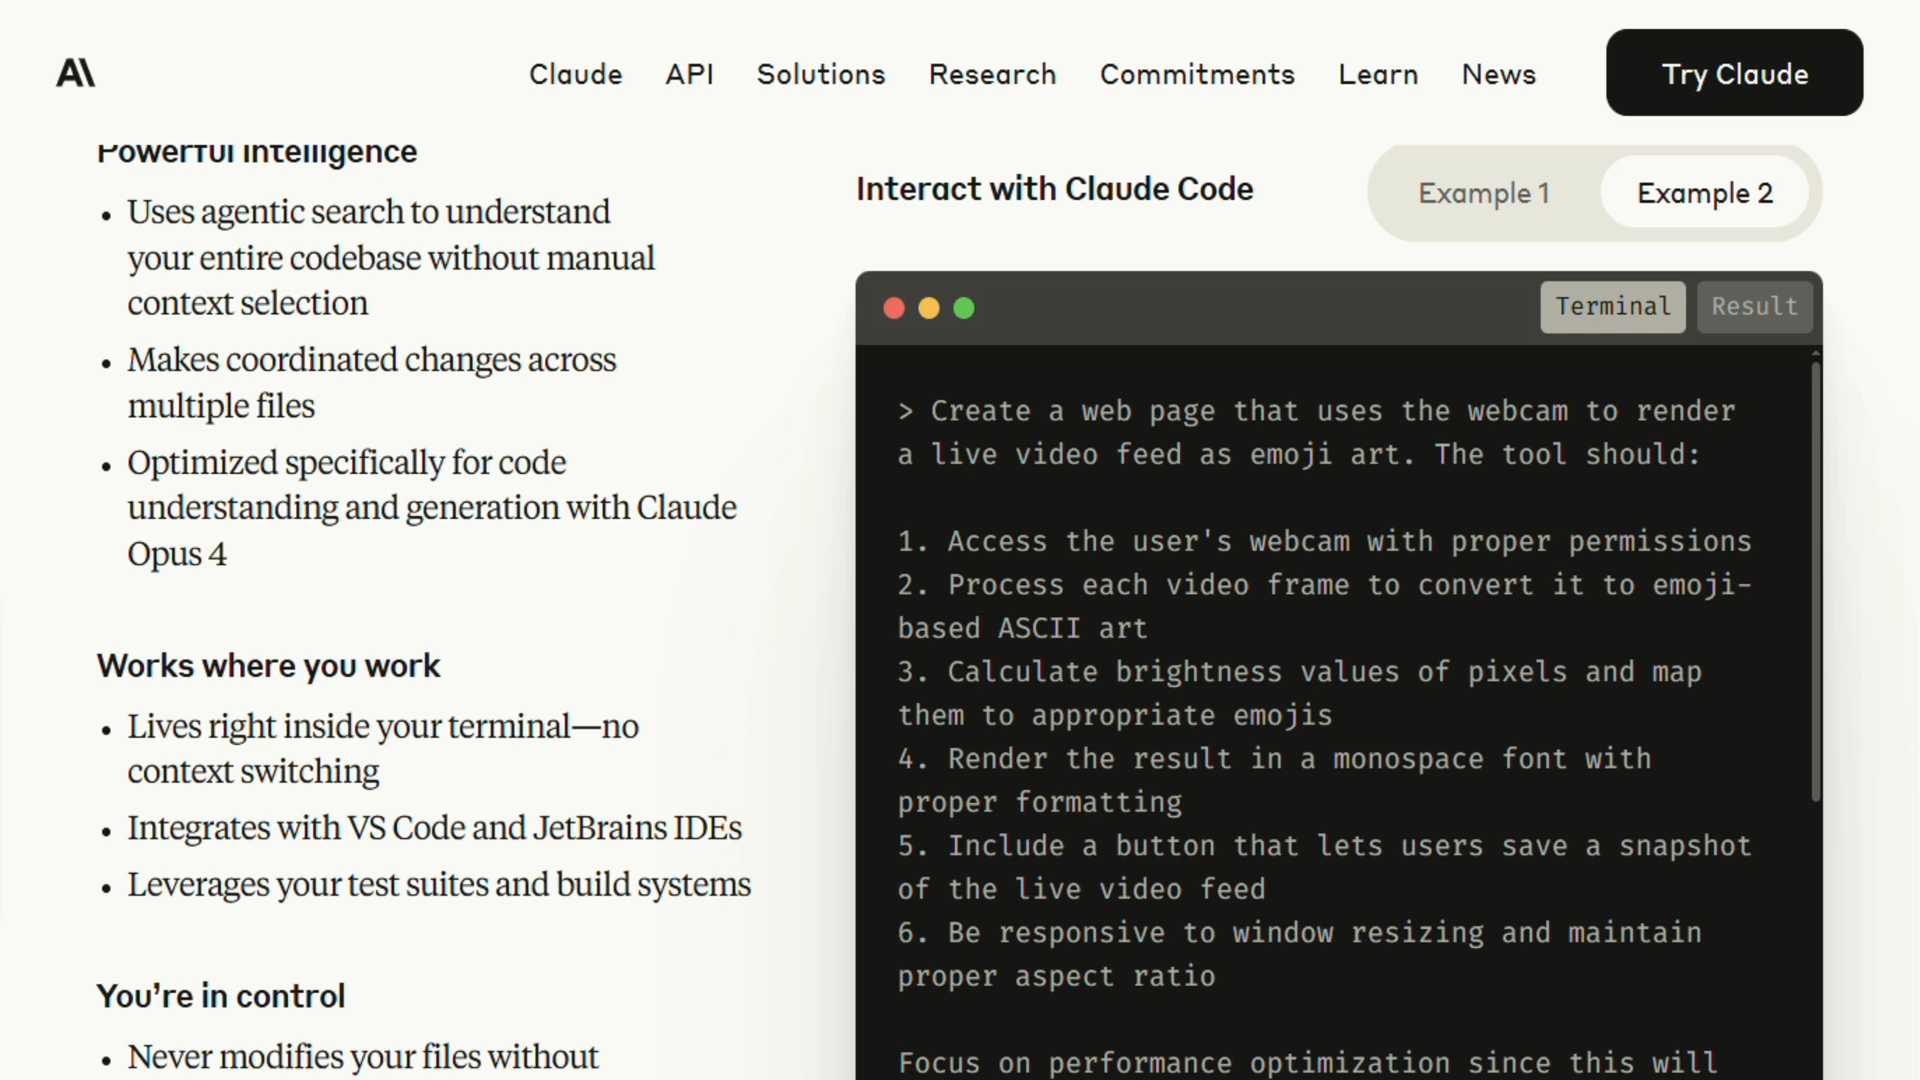 A\
Claude
API
Solutions
Research
Commitments
Learn
News
Try Claude
Powerful intelligence
• Uses agentic search to understand
your entire codebase without manual
context selection
• Makes coordinated changes across
multiple files
• Optimized specifically for code
understanding and generation with Claude
Opus 4
Works where you work
• Lives right inside your terminal—no
context switching
• Integrates with VS Code and JetBrains IDEs
• Leverages your test suites and build systems
You’re in control
• Never modifies your files without
Interact with Claude Code
Example 1
Example 2
Terminal
Result
> Create a web page that uses the webcam to render
a live video feed as emoji art. The tool should:
1. Access the user's webcam with proper permissions
2. Process each video frame to convert it to emoji-
based ASCII art
3. Calculate brightness values of pixels and map
them to appropriate emojis
4. Render the result in a monospace font with
proper formatting
5. Include a button that lets users save a snapshot
of the live video feed
6. Be responsive to window resizing and maintain
proper aspect ratio
Focus on performance optimization since this will